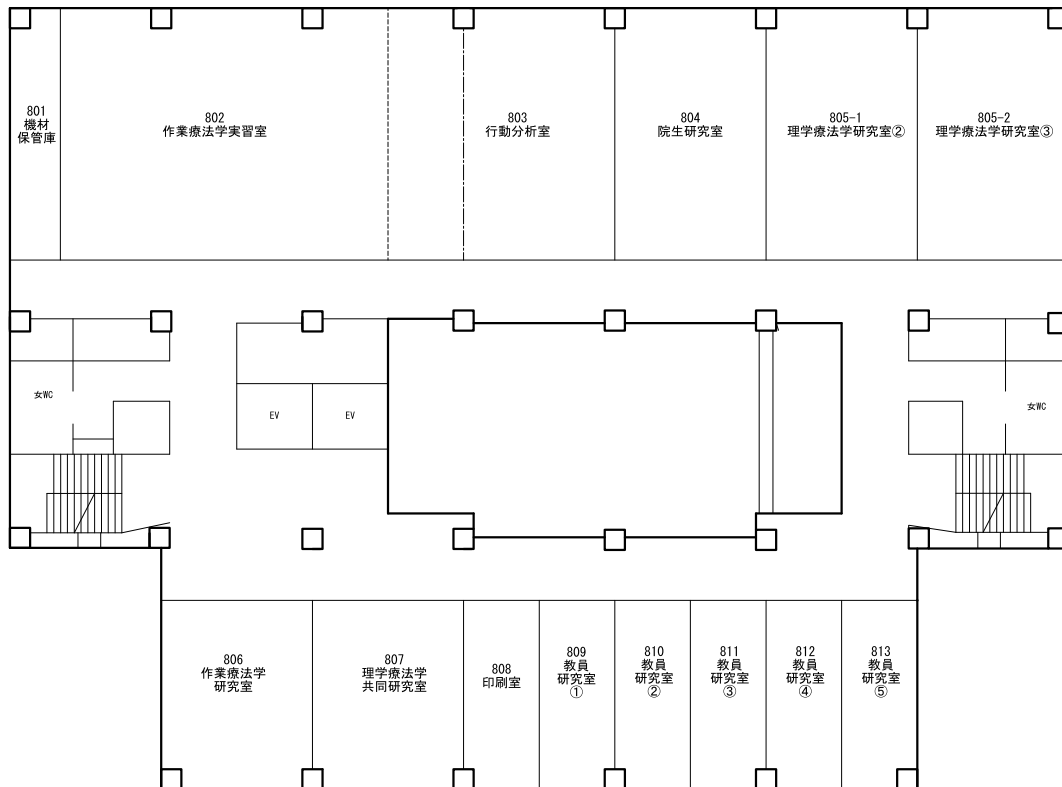 801
機材
保管庫
802
作業療法学実習室
803
行動分析室
804
院生研究室
805-1
理学療法学研究室②
805-2
理学療法学研究室③
女WC
EV
EV
女WC
806
作業療法学
研究室
807
理学療法学
共同研究室
808
印刷室
809
教員
研究室
①
810
教員
研究室
②
811
教員
研究室
③
812
教員
研究室
④
813
教員
研究室
⑤